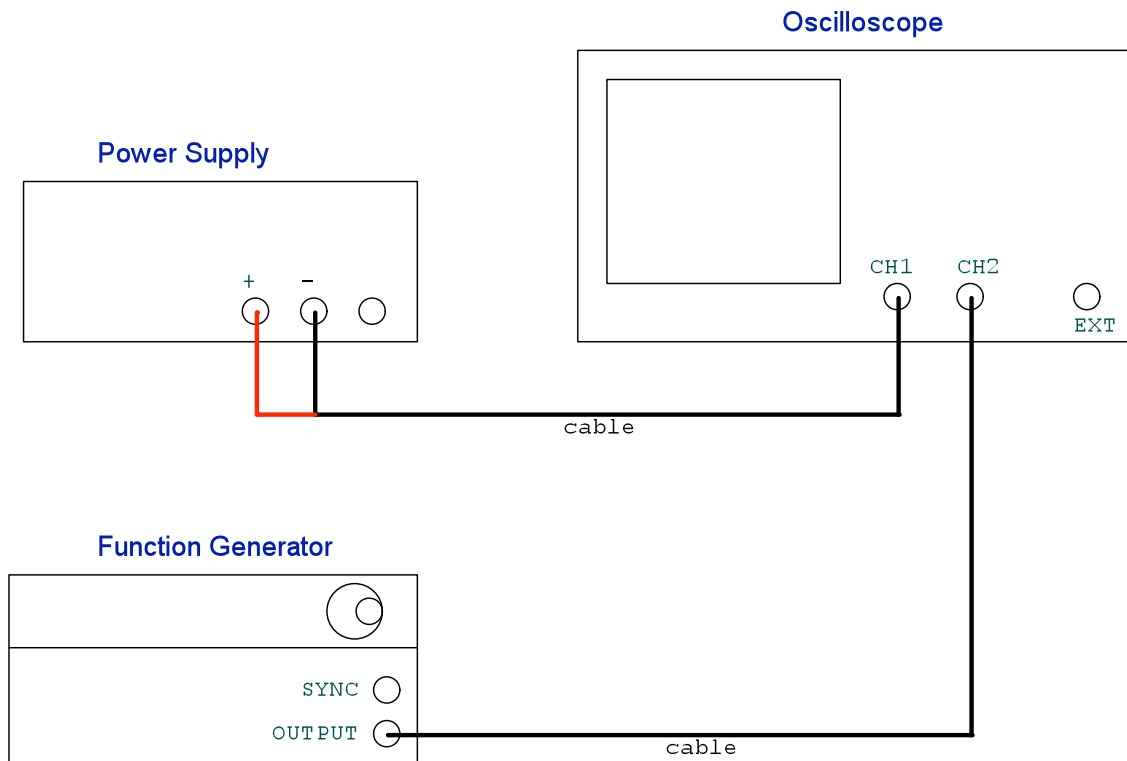 Oscilloscope
Power Supply
+ -
CH1 CH2
EXT
cable
Function Generator
SYNC
OUTPUT
cable